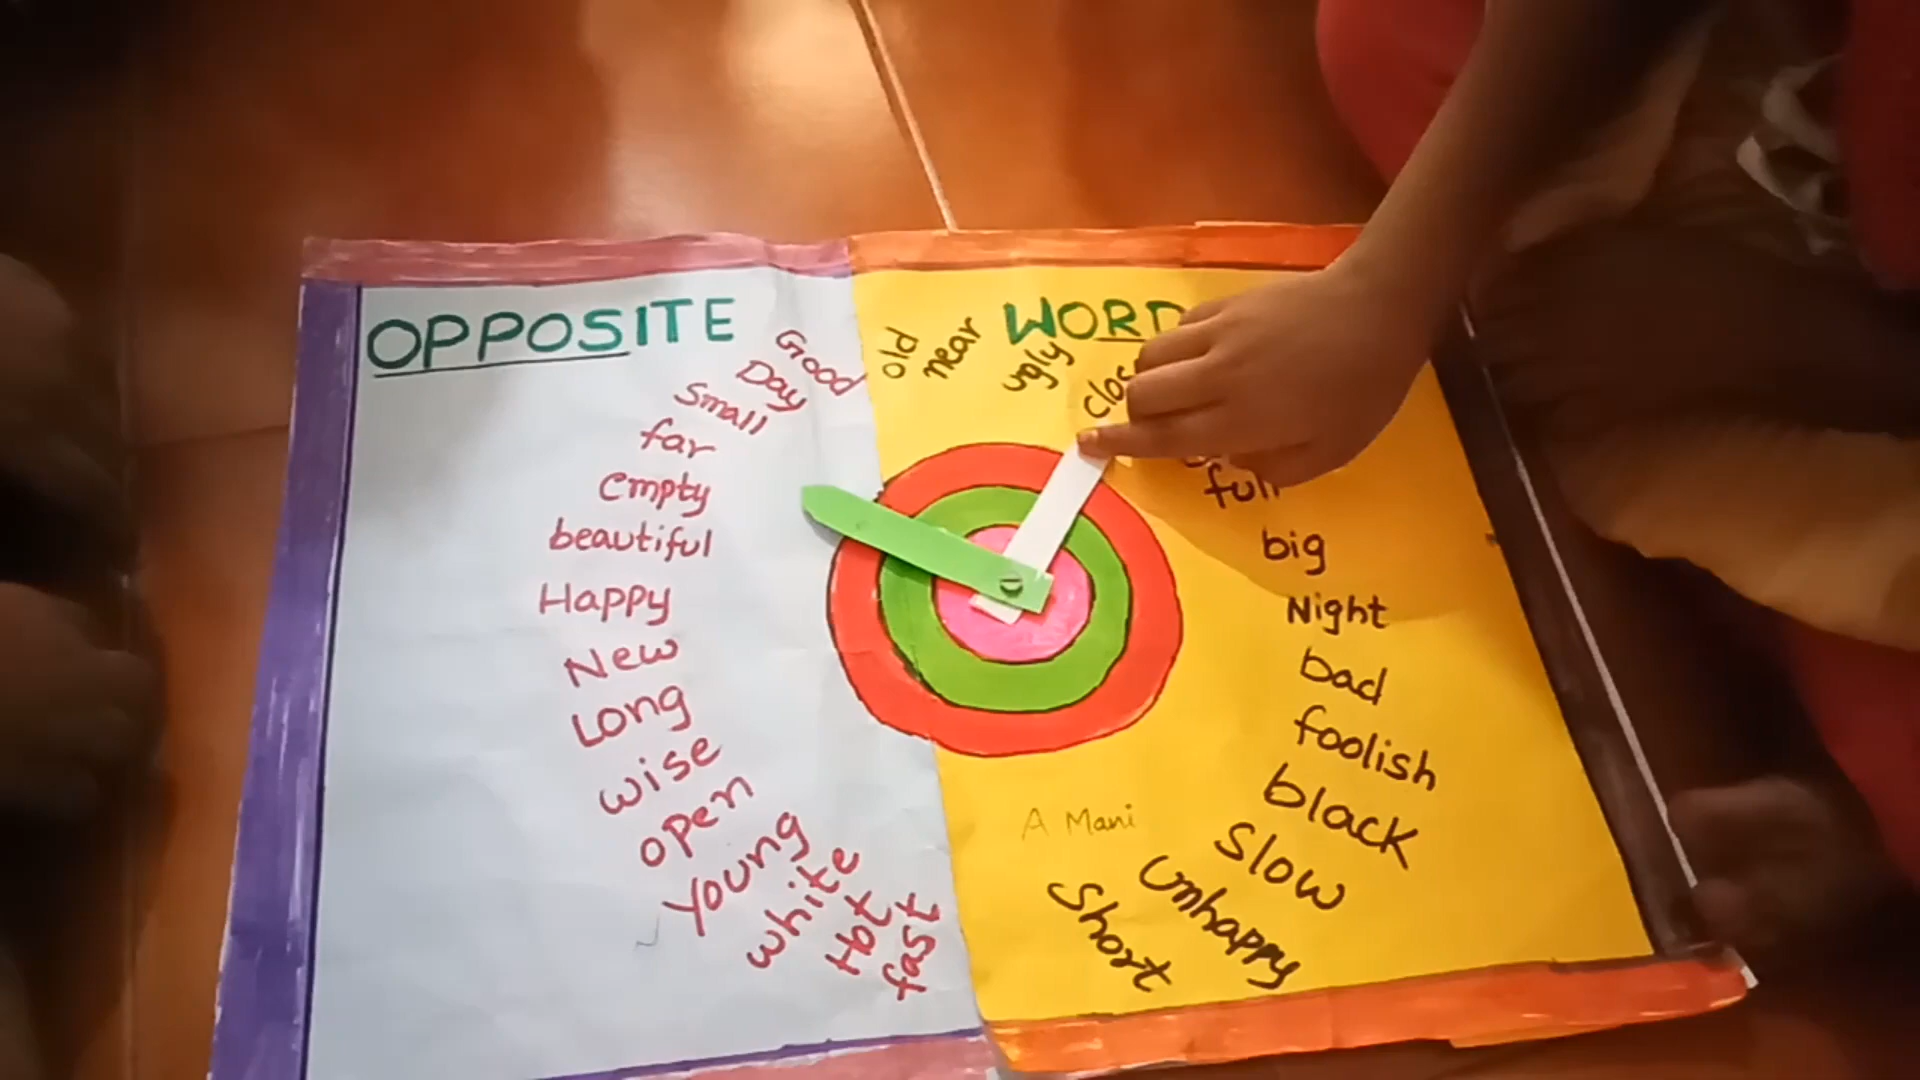 OPPOSITE
Good
Day
Small
far
empty
beautiful
Happy
New
Long
wise
open
Young
white
Hot
fast
WORD
old
near
ugly
clos
full
big
Night
bad
foolish
black
Slow
unhappy
Short
A Mani